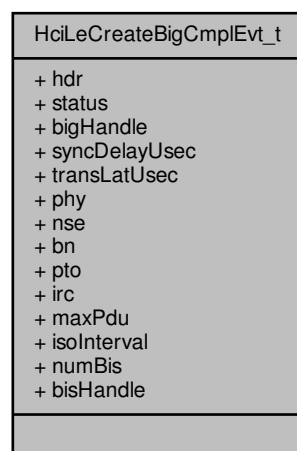 HciLeCreateBigCmplEvt_t
+ hdr
+ status
+ bigHandle
+ syncDelayUsec
+ transLatUsec
+ phy
+ nse
+ bn
+ pto
+ irc
+ maxPdu
+ isoInterval
+ numBis
+ bisHandle